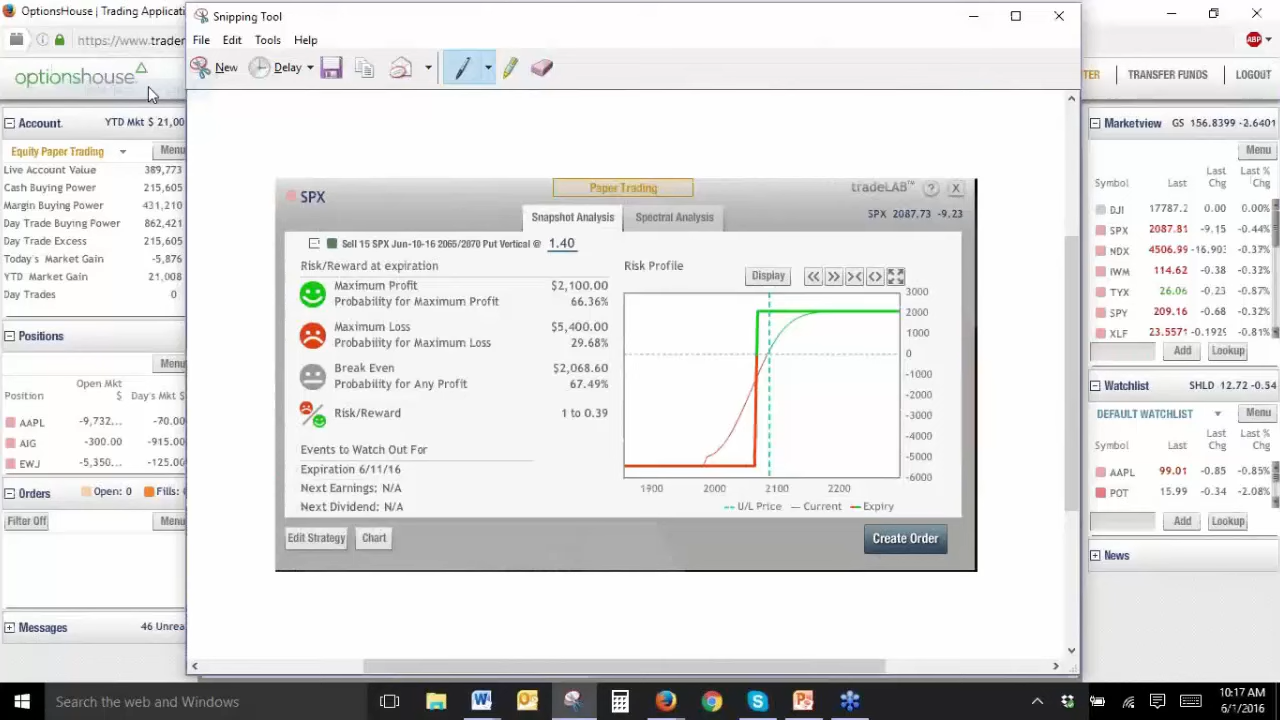 OptionsHouse | Trading Applicati
Snipping Tool
File Edit Tools Help
https://www.trader
New Delay
ABP
optionshouse
TER TRANSFER FUNDS LOGOUT
Account YTD Mkt $ 21,00
Equity Paper Trading Menu
Live Account Value 389,773
Cash Buying Power 215,605
Margin Buying Power 431,210
Day Trade Buying Power 862,421
Day Trade Excess 215,605
Today's Market Gain -5,876
YTD Market Gain 21,008
Day Trades 0
Positions
Menu
Position Open Mkt $ Day's Mkt $
AAPL -9,732... -70.00
AIG -300.00 -915.00
EWJ -5,350... -125.00
Orders Open: 0 Fills:
Filter Off Menu
Messages 46 Unrea
SPX
Paper Trading
tradeLAB™ ? X
Snapshot Analysis Spectral Analysis
SPX 2087.73 -9.23
Sell 15 SPX Jun-10-16 2065/2070 Put Vertical @ 1.40
Risk/Reward at expiration
Maximum Profit $2,100.00
Probability for Maximum Profit 66.36%
Maximum Loss $5,400.00
Probability for Maximum Loss 29.68%
Break Even $2,068.60
Probability for Any Profit 67.49%
Risk/Reward 1 to 0.39
Events to Watch Out For
Expiration 6/11/16
Next Earnings: N/A
Next Dividend: N/A
Risk Profile
Display << >> >< <>
3000
2000
1000
0
-1000
-2000
-3000
-4000
-5000
-6000
1900 2000 2100 2200
U/L Price Current Expiry
Edit Strategy Chart Create Order
Marketview GS 156.8399 -2.6401
Menu
Symbol Last Last Chg Last % Chg
DJI 17787.2 0.00 0.00%
SPX 2087.81 -9.15 -0.44%
NDX 4506.99 -16.903 -0.37%
IWM 114.62 -0.38 -0.32%
TYX 26.06 -0.23 -0.87%
SPY 209.16 -0.68 -0.32%
XLF 23.5571 -0.1929 -0.81%
Add Lookup
Watchlist SHLD 12.72 -0.54
DEFAULT WATCHLIST Menu
Symbol Last Last Chg Last % Chg
AAPL 99.01 -0.85 -0.85%
POT 15.99 -0.34 -2.08%
Add Lookup
News
Search the web and Windows
10:17 AM
6/1/2016